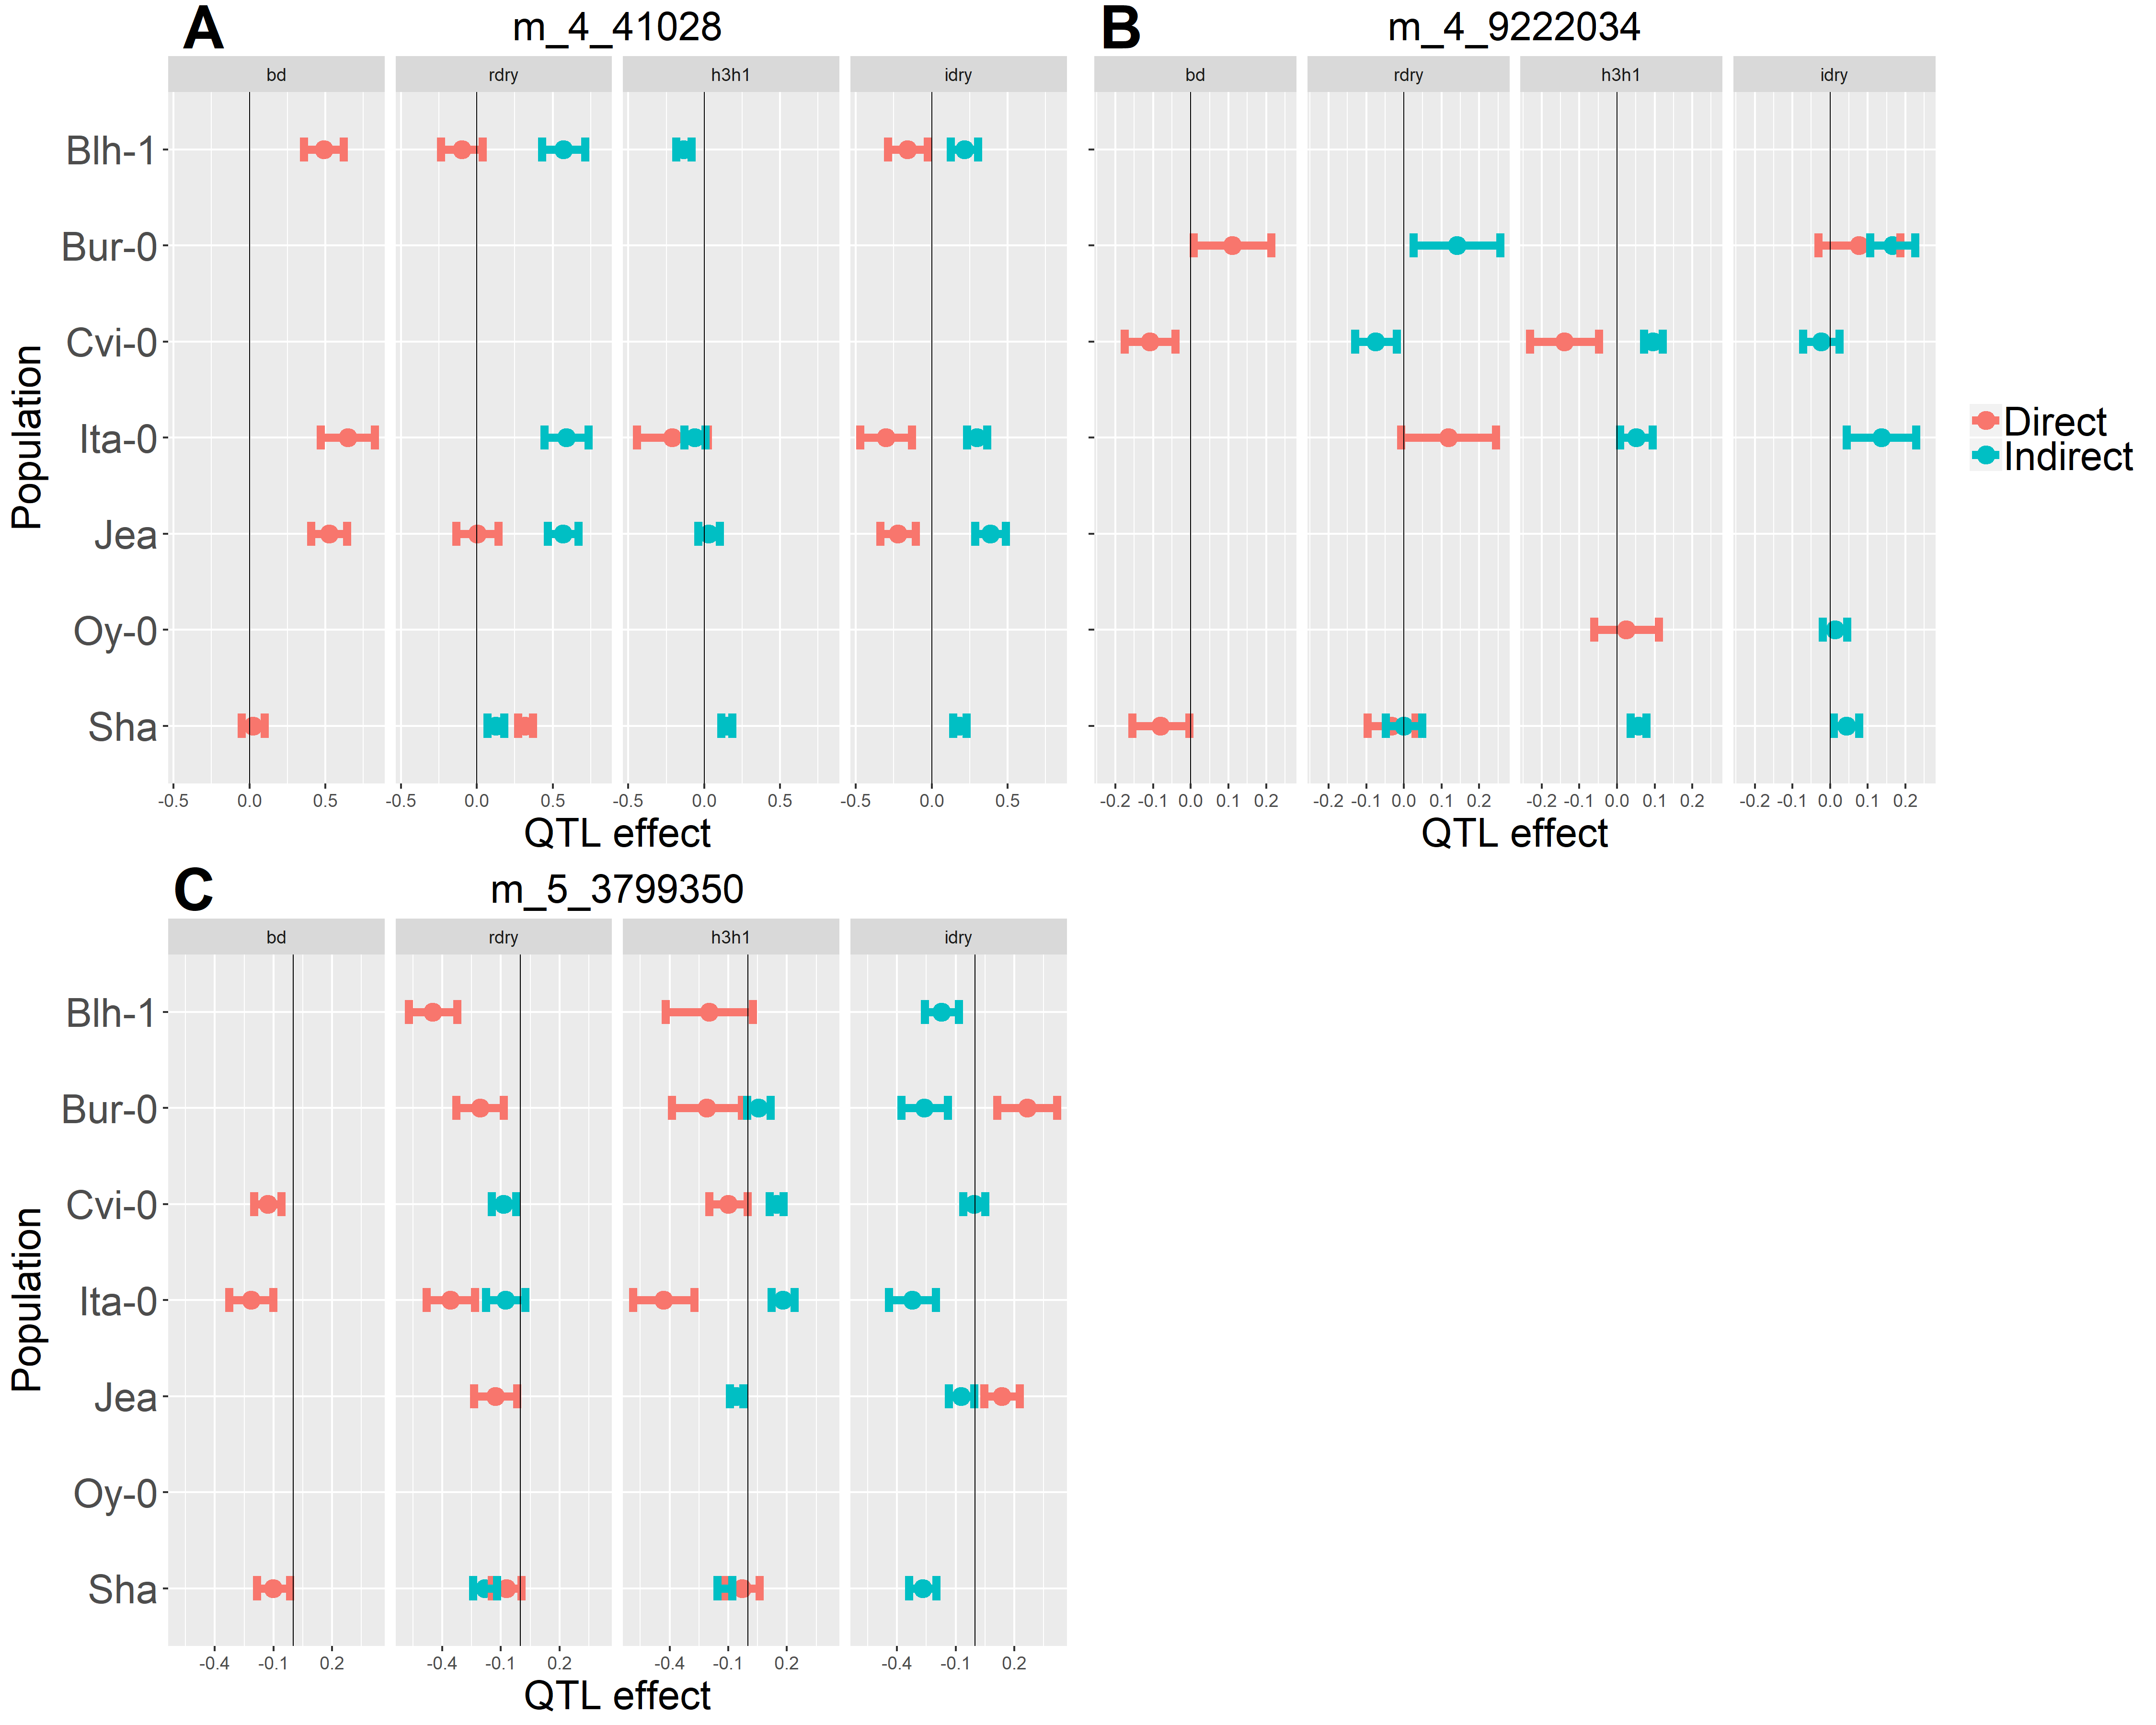 A m_4_41028
bd rdry h3h1 idry
Population
Blh-1
Bur-0
Cvi-0
Ita-0
Jea
Oy-0
Sha
-0.5 0.0 0.5 -0.5 0.0 0.5 -0.5 0.0 0.5 -0.5 0.0 0.5
QTL effect
B m_4_9222034
bd rdry h3h1 idry
-0.2 -0.1 0.0 0.1 0.2 -0.2 -0.1 0.0 0.1 0.2 -0.2 -0.1 0.0 0.1 0.2 -0.2 -0.1 0.0 0.1 0.2
QTL effect
Direct
Indirect
C m_5_3799350
bd rdry h3h1 idry
Population
Blh-1
Bur-0
Cvi-0
Ita-0
Jea
Oy-0
Sha
-0.4 -0.1 0.2 -0.4 -0.1 0.2 -0.4 -0.1 0.2 -0.4 -0.1 0.2
QTL effect